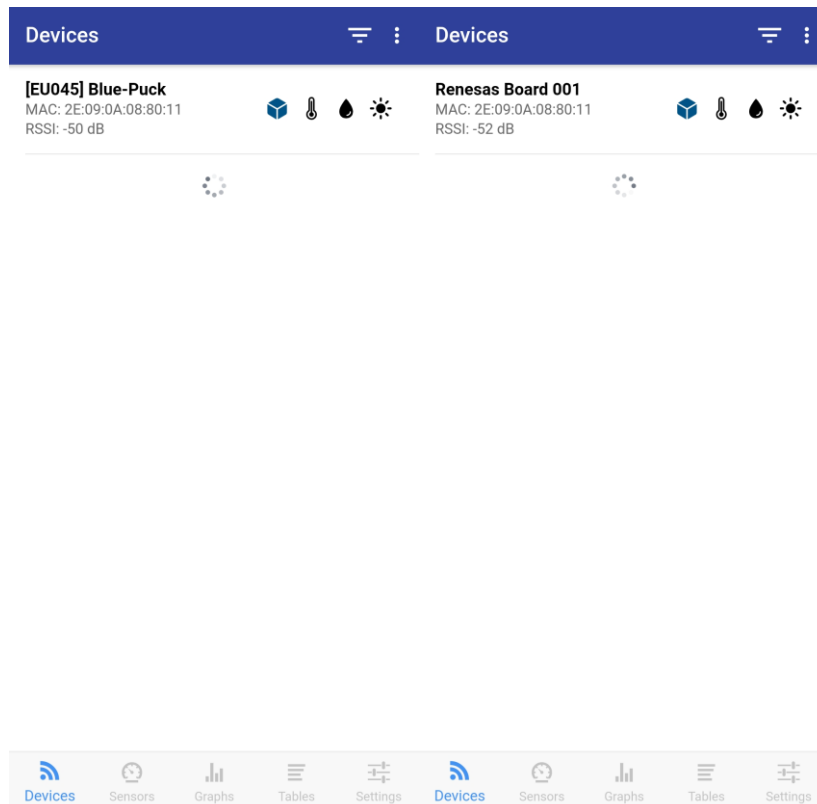 Devices
[EU045] Blue-Puck
MAC: 2E:09:0A:08:80:11
RSSI: -50 dB
Devices
Sensors
Graphs
Tables
Settings
Devices
Renesas Board 001
MAC: 2E:09:0A:08:80:11
RSSI: -52 dB
Devices
Sensors
Graphs
Tables
Settings